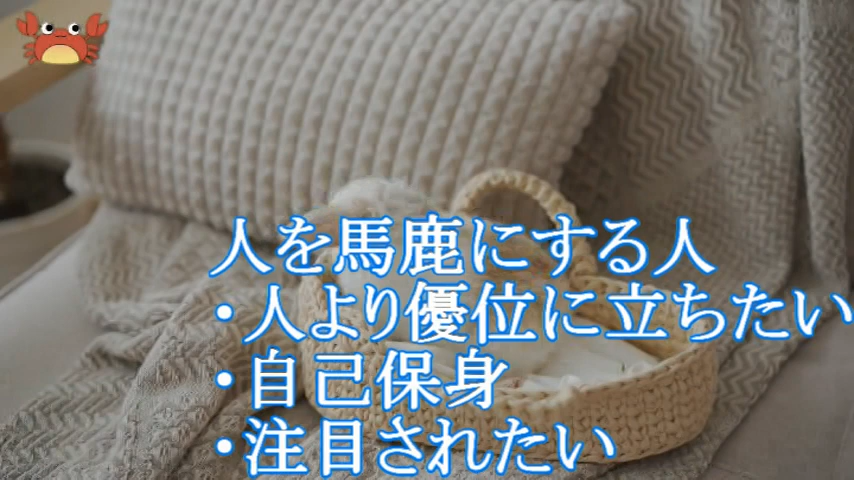 人を馬鹿にする人
・人より優位に立ちたい
・自己保身
・注目されたい